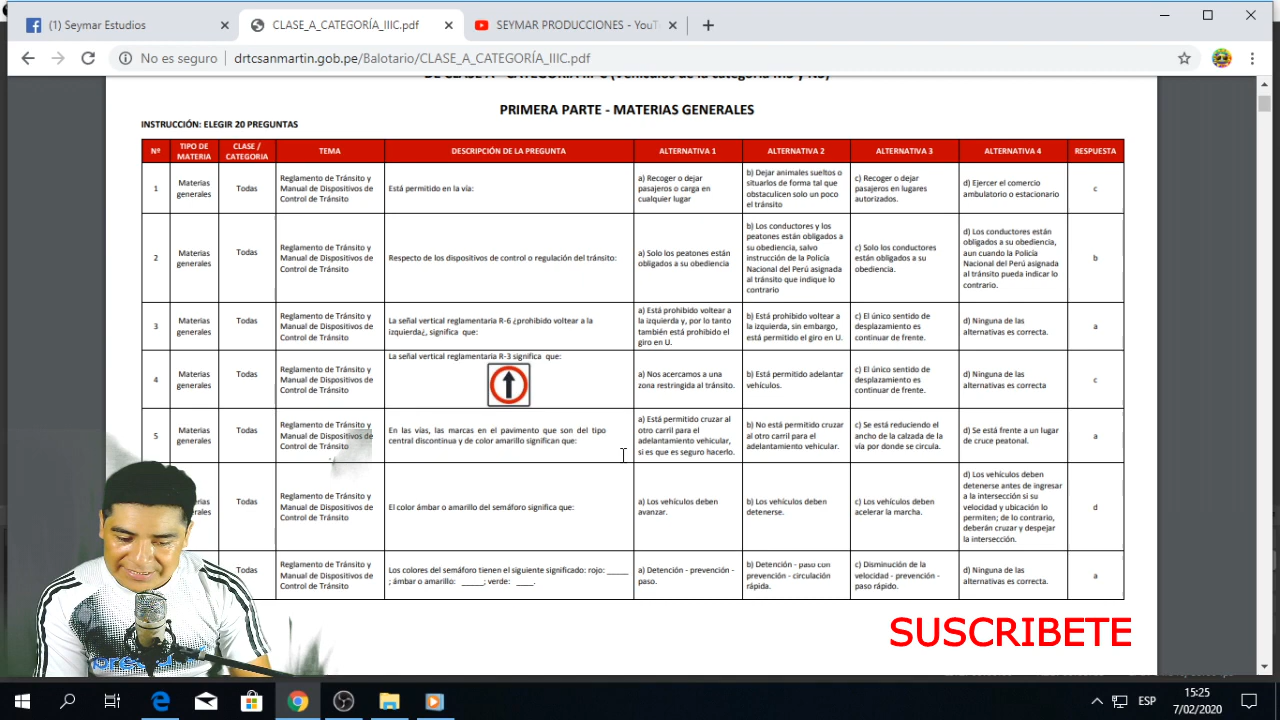 (1) Seymar Estudios
CLASE_A_CATEGORÍA_IIIC.pdf
SEYMAR PRODUCCIONES - YouT
No es seguro
drtcsanmartin.gob.pe/Balotario/CLASE_A_CATEGORÍA_IIIC.pdf
DE CLASE A - CATEGORIA III-C (Vehículos de la categoría M3 y N3)
PRIMERA PARTE - MATERIAS GENERALES
INSTRUCCIÓN: ELEGIR 20 PREGUNTAS
Nº
TIPO DE
MATERIA
CLASE /
CATEGORIA
TEMA
DESCRIPCIÓN DE LA PREGUNTA
ALTERNATIVA 1
ALTERNATIVA 2
ALTERNATIVA 3
ALTERNATIVA 4
RESPUESTA
1
Materias
generales
Todas
Reglamento de Tránsito y
Manual de Dispositivos de
Control de Tránsito
Está permitido en la vía:
a) Recoger o dejar
pasajeros o carga en
cualquier lugar
b) Dejar animales sueltos o
situarlos de forma tal que
obstaculicen solo un poco
el tránsito
c) Recoger o dejar
pasajeros en lugares
autorizados.
d) Ejercer el comercio
ambulatorio o estacionario
c
2
Materias
generales
Todas
Reglamento de Tránsito y
Manual de Dispositivos de
Control de Tránsito
Respecto de los dispositivos de control o regulación del tránsito:
a) Solo los peatones están
obligados a su obediencia
b) Los conductores y los
peatones están obligados a
su obediencia, salvo
instrucción de la Policía
Nacional del Perú asignada
al tránsito que indique lo
contrario
c) Solo los conductores
están obligados a su
obediencia.
d) Los conductores están
obligados a su obediencia,
aun cuando la Policía
Nacional del Perú asignada
al tránsito pueda indicar lo
contrario.
b
3
Materias
generales
Todas
Reglamento de Tránsito y
Manual de Dispositivos de
Control de Tránsito
La señal vertical reglamentaria R-6 ¿prohibido voltear a la
izquierda¿, significa que:
a) Está prohibido voltear a
la izquierda y, por lo tanto
también está prohibido el
giro en U.
b) Está prohibido voltear a
la izquierda, sin embargo,
está permitido el giro en U.
c) El único sentido de
desplazamiento es
continuar de frente.
d) Ninguna de las
alternativas es correcta.
a
4
Materias
generales
Todas
Reglamento de Tránsito y
Manual de Dispositivos de
Control de Tránsito
La señal vertical reglamentaria R-3 significa que:
a) Nos acercamos a una
zona restringida al tránsito.
b) Está permitido adelantar
vehículos.
c) El único sentido de
desplazamiento es
continuar de frente.
d) Ninguna de las
alternativas es correcta
c
5
Materias
generales
Todas
Reglamento de Tránsito y
Manual de Dispositivos de
Control de Tránsito
En las vías, las marcas en el pavimento que son del tipo
central discontinua y de color amarillo significan que:
a) Está permitido cruzar al
otro carril para el
adelantamiento vehicular,
si es que es seguro hacerlo.
b) No está permitido cruzar
al otro carril para el
adelantamiento vehicular.
c) Se está reduciendo el
ancho de la calzada de la
vía por donde se circula.
d) Se está frente a un lugar
de cruce peatonal.
a
Todas
Reglamento de Tránsito y
Manual de Dispositivos de
Control de Tránsito
El color ámbar o amarillo del semáforo significa que:
a) Los vehículos deben
avanzar.
b) Los vehículos deben
detenerse.
c) Los vehículos deben
acelerar la marcha.
d) Los vehículos deben
detenerse antes de ingresar
a la intersección si su
velocidad y ubicación lo
permiten; de lo contrario,
deberán cruzar y despejar
la intersección.
d
Todas
Reglamento de Tránsito y
Manual de Dispositivos de
Control de Tránsito
Los colores del semáforo tienen el siguiente significado: rojo: _____
; ámbar o amarillo: _____; verde: ____.
a) Detención - prevención -
paso.
b) Detención - paso con
prevención - circulación
rápida.
c) Disminución de la
velocidad - prevención -
paso rápido.
d) Ninguna de las
alternativas es correcta.
a
SUSCRIBETE
ESP
15:25
7/02/2020